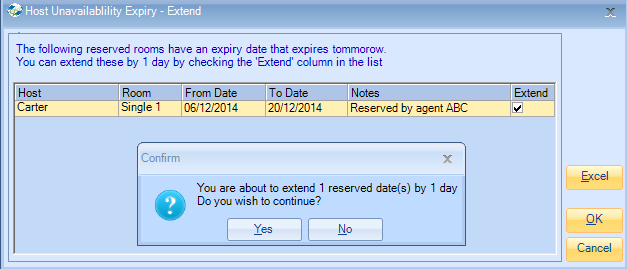 Host Unavailablility Expiry - Extend
The following reserved rooms have an expiry date that expires tommorow.
You can extend these by 1 day by checking the 'Extend' column in the list
Host Room From Date To Date Notes Extend
Carter Single 1 06/12/2014 20/12/2014 Reserved by agent ABC
Confirm
You are about to extend 1 reserved date(s) by 1 day
Do you wish to continue?
Yes No
Excel
OK
Cancel